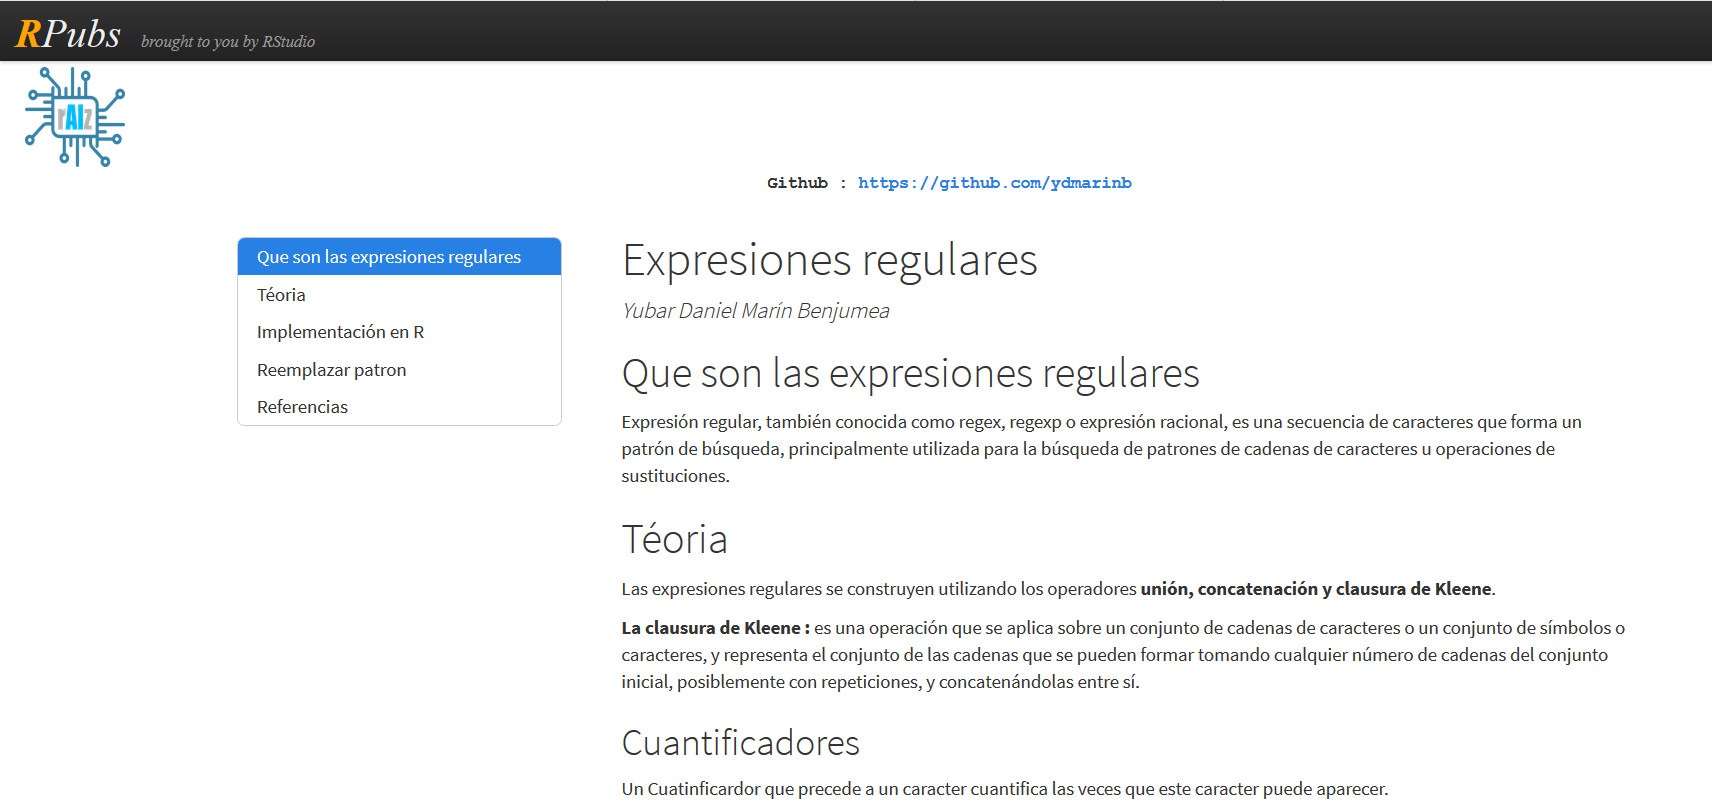 RPubs brought to you by RStudio
rAIz
Github : https://github.com/ydmarinb
Que son las expresiones regulares
Téoria
Implementación en R
Reemplazar patron
Referencias
Expresiones regulares
Yubar Daniel Marín Benjumea
Que son las expresiones regulares
Expresión regular, también conocida como regex, regexp o expresión racional, es una secuencia de caracteres que forma un
patrón de búsqueda, principalmente utilizada para la búsqueda de patrones de cadenas de caracteres u operaciones de
sustituciones.
Téoria
Las expresiones regulares se construyen utilizando los operadores unión, concatenación y clausura de Kleene.
La clausura de Kleene : es una operación que se aplica sobre un conjunto de cadenas de caracteres o un conjunto de símbolos o
caracteres, y representa el conjunto de las cadenas que se pueden formar tomando cualquier número de cadenas del conjunto
inicial, posiblemente con repeticiones, y concatenándolas entre sí.
Cuantificadores
Un Cuatinficardor que precede a un caracter cuantifica las veces que este caracter puede aparecer.